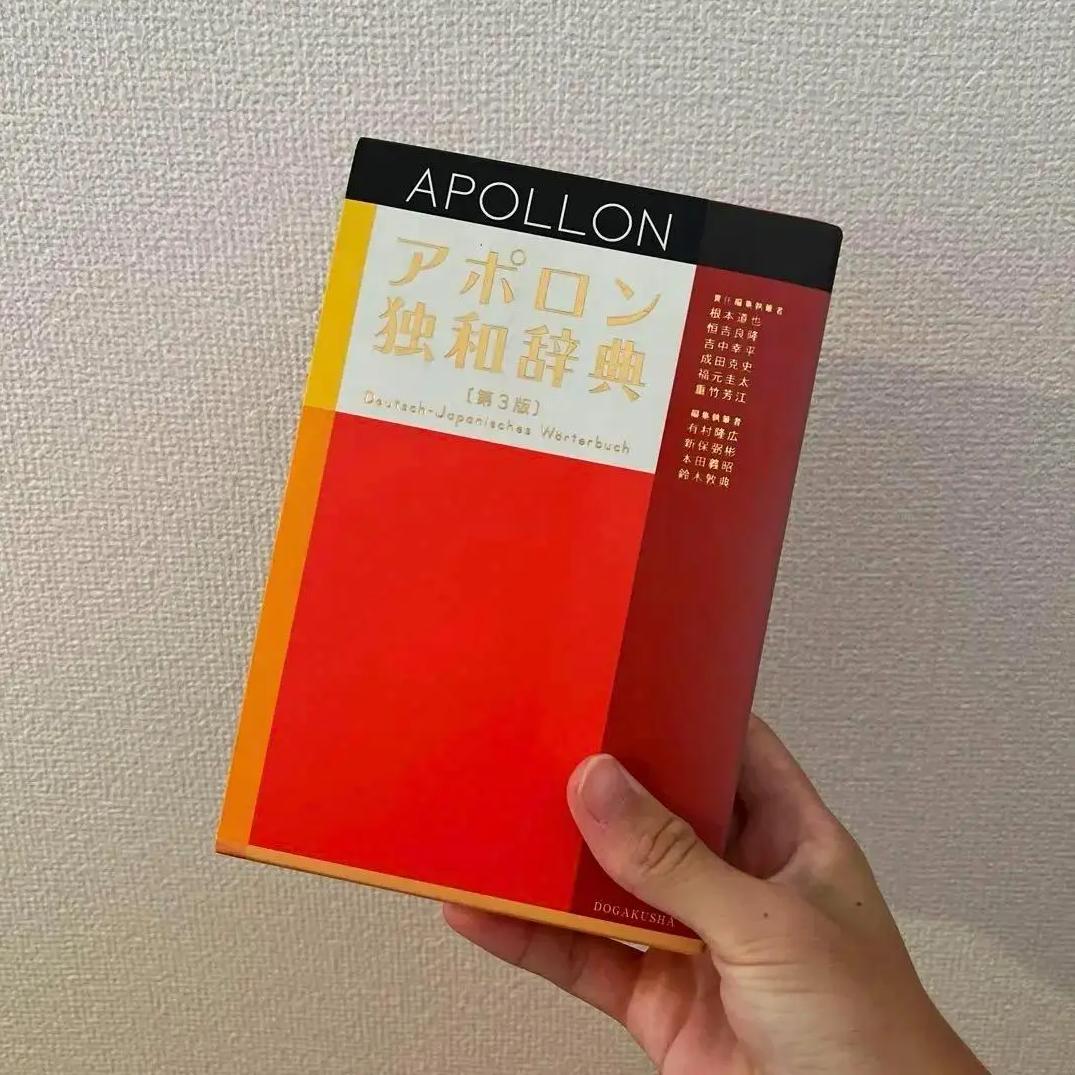 APOLLON
アポロン
独和辞典
〔第3版〕
Deutsch-Japanisches Wörterbuch
責任編集執筆者
根本道也
恒吉良隆
吉中幸平
成田克史
福元圭太
重竹芳江
編集執筆者
有村隆広
新保弼彬
本田義昭
鈴木敦典
DOGAKUSHA